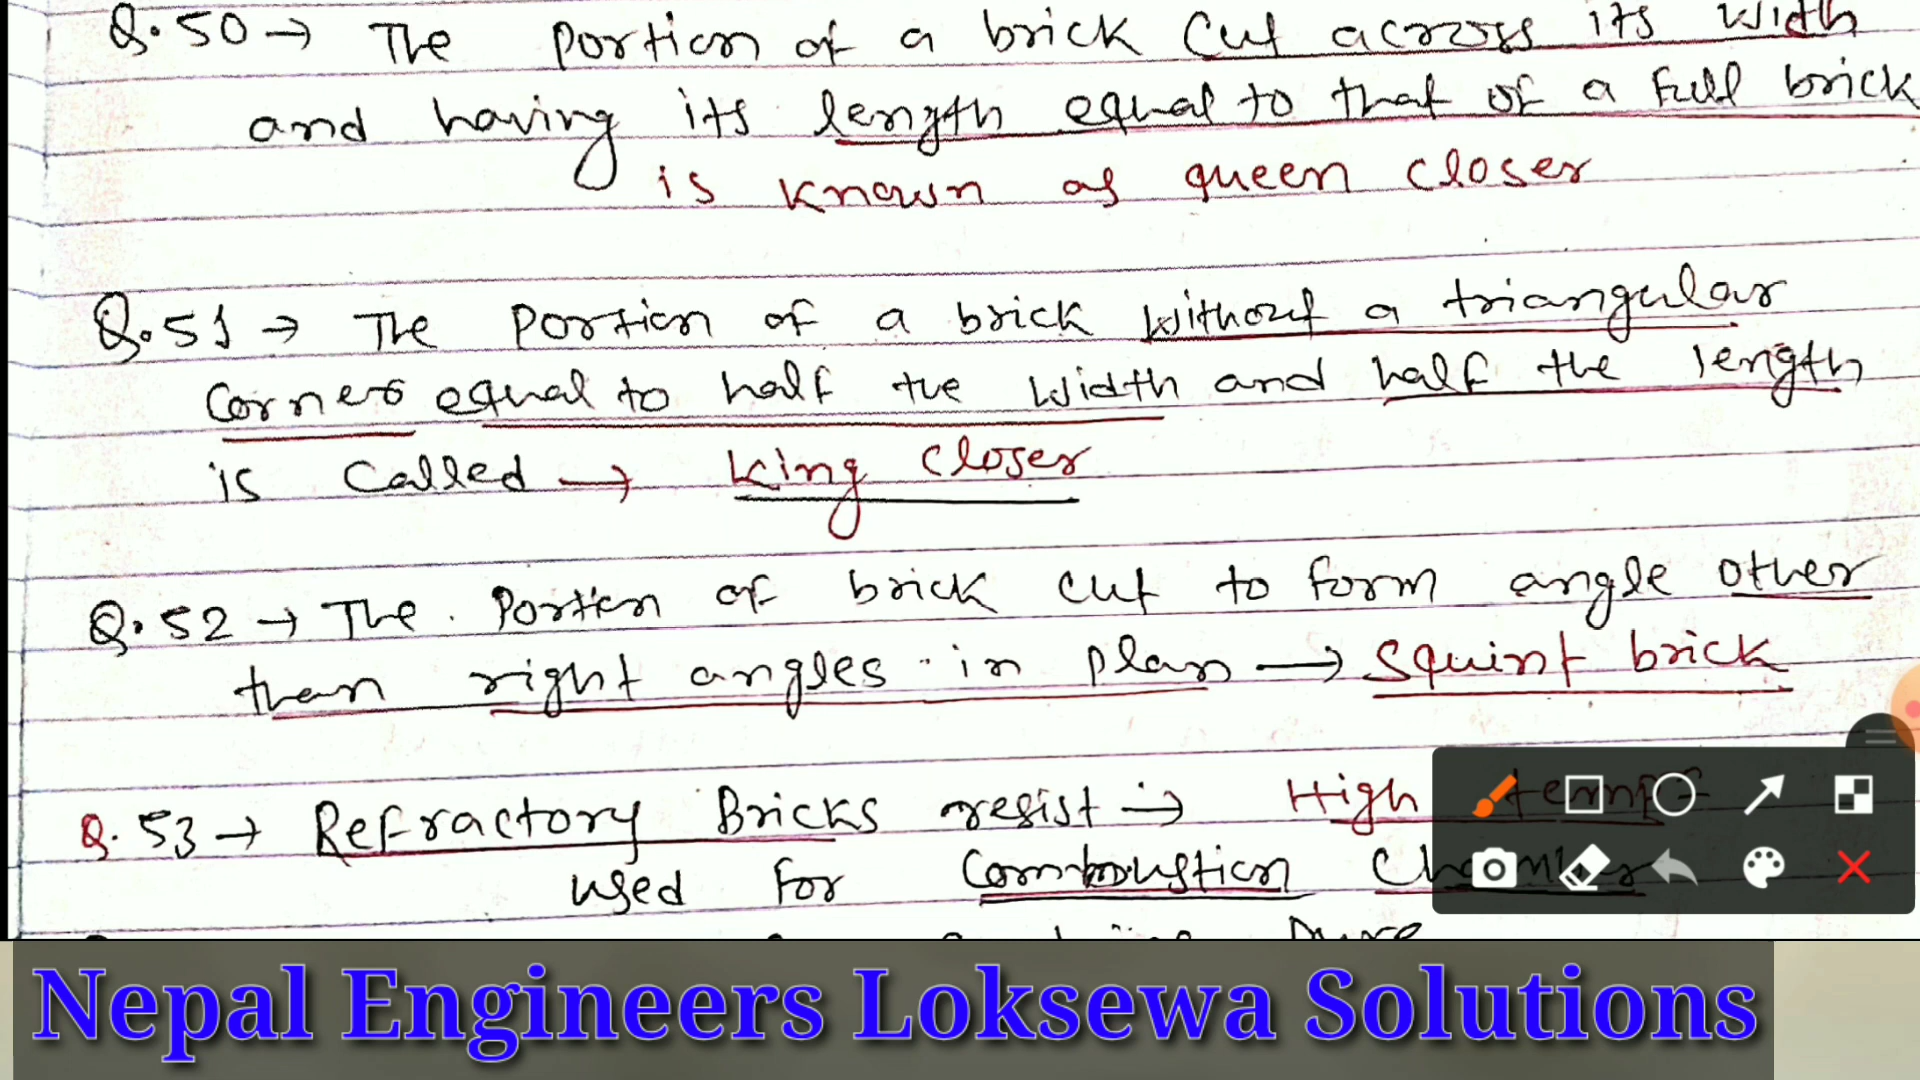 Q.50 → The portion of a brick cut across its width
and having its length equal to that of a full brick
is known as queen closer
Q.51 → The portion of a brick without a triangular
corner equal to half the width and half the length
is called → king closer
Q.52 → The portion of brick cut to form angle other
than right angles in plan → Squint brick
Q.53 → Refractory Bricks resist → High temp
used for combustion chamber
pure
Nepal Engineers Loksewa Solutions